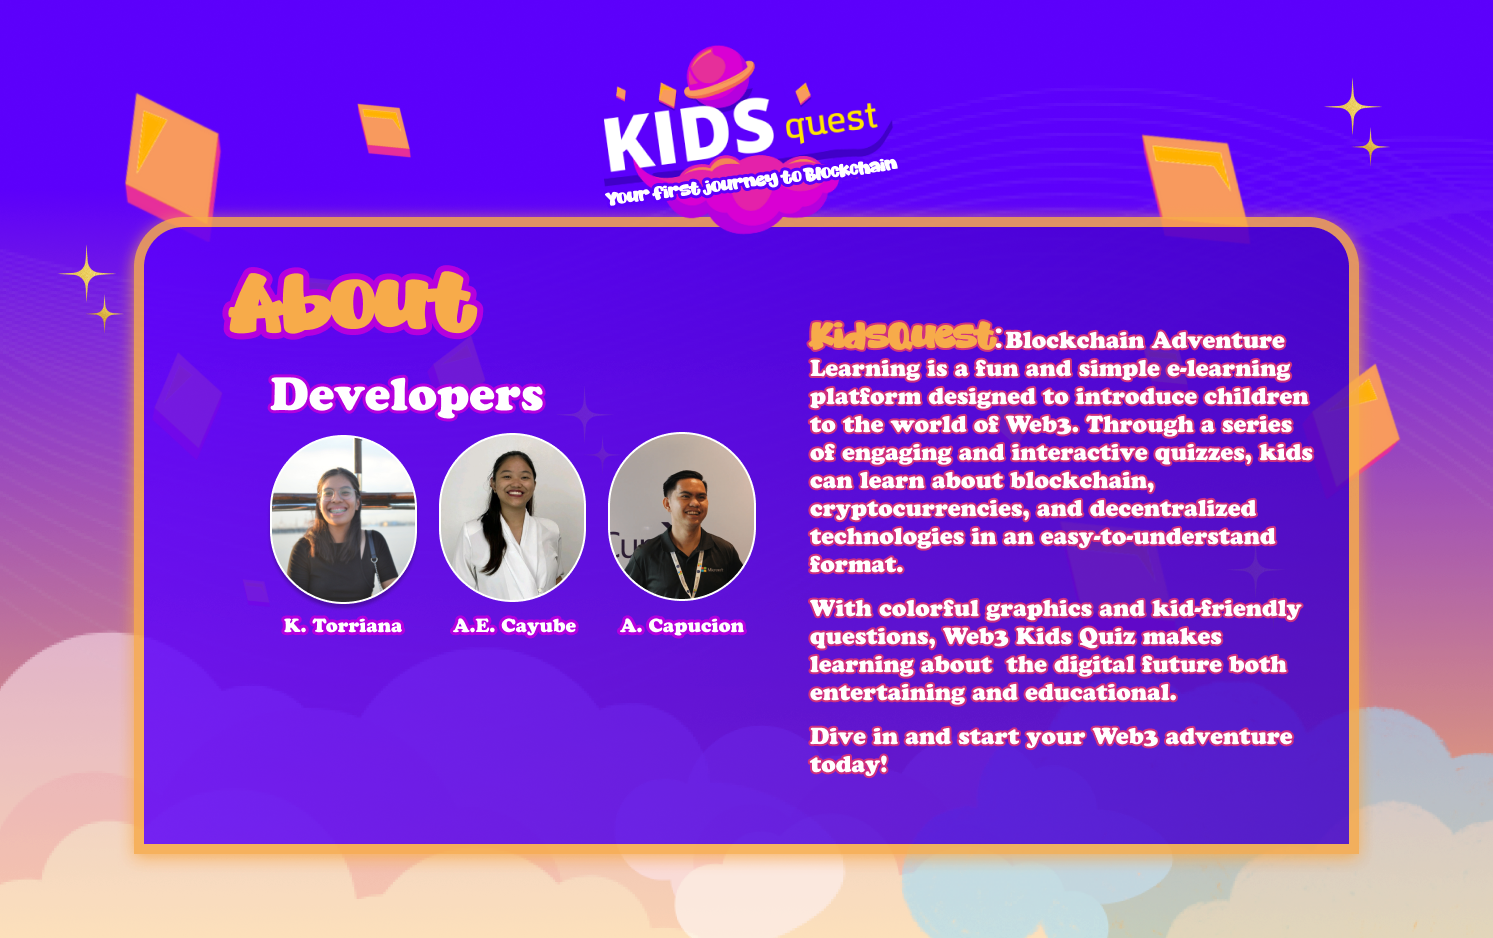 KIDS quest
Your first journey to Blockchain
About
Developers
K. Torriana
A.E. Cayube
A. Capucion
KidsQuest: Blockchain Adventure
Learning is a fun and simple e-learning
platform designed to introduce children
to the world of Web3. Through a series
of engaging and interactive quizzes, kids
can learn about blockchain,
cryptocurrencies, and decentralized
technologies in an easy-to-understand
format.
With colorful graphics and kid-friendly
questions, Web3 Kids Quiz makes
learning about  the digital future both
entertaining and educational.
Dive in and start your Web3 adventure
today!